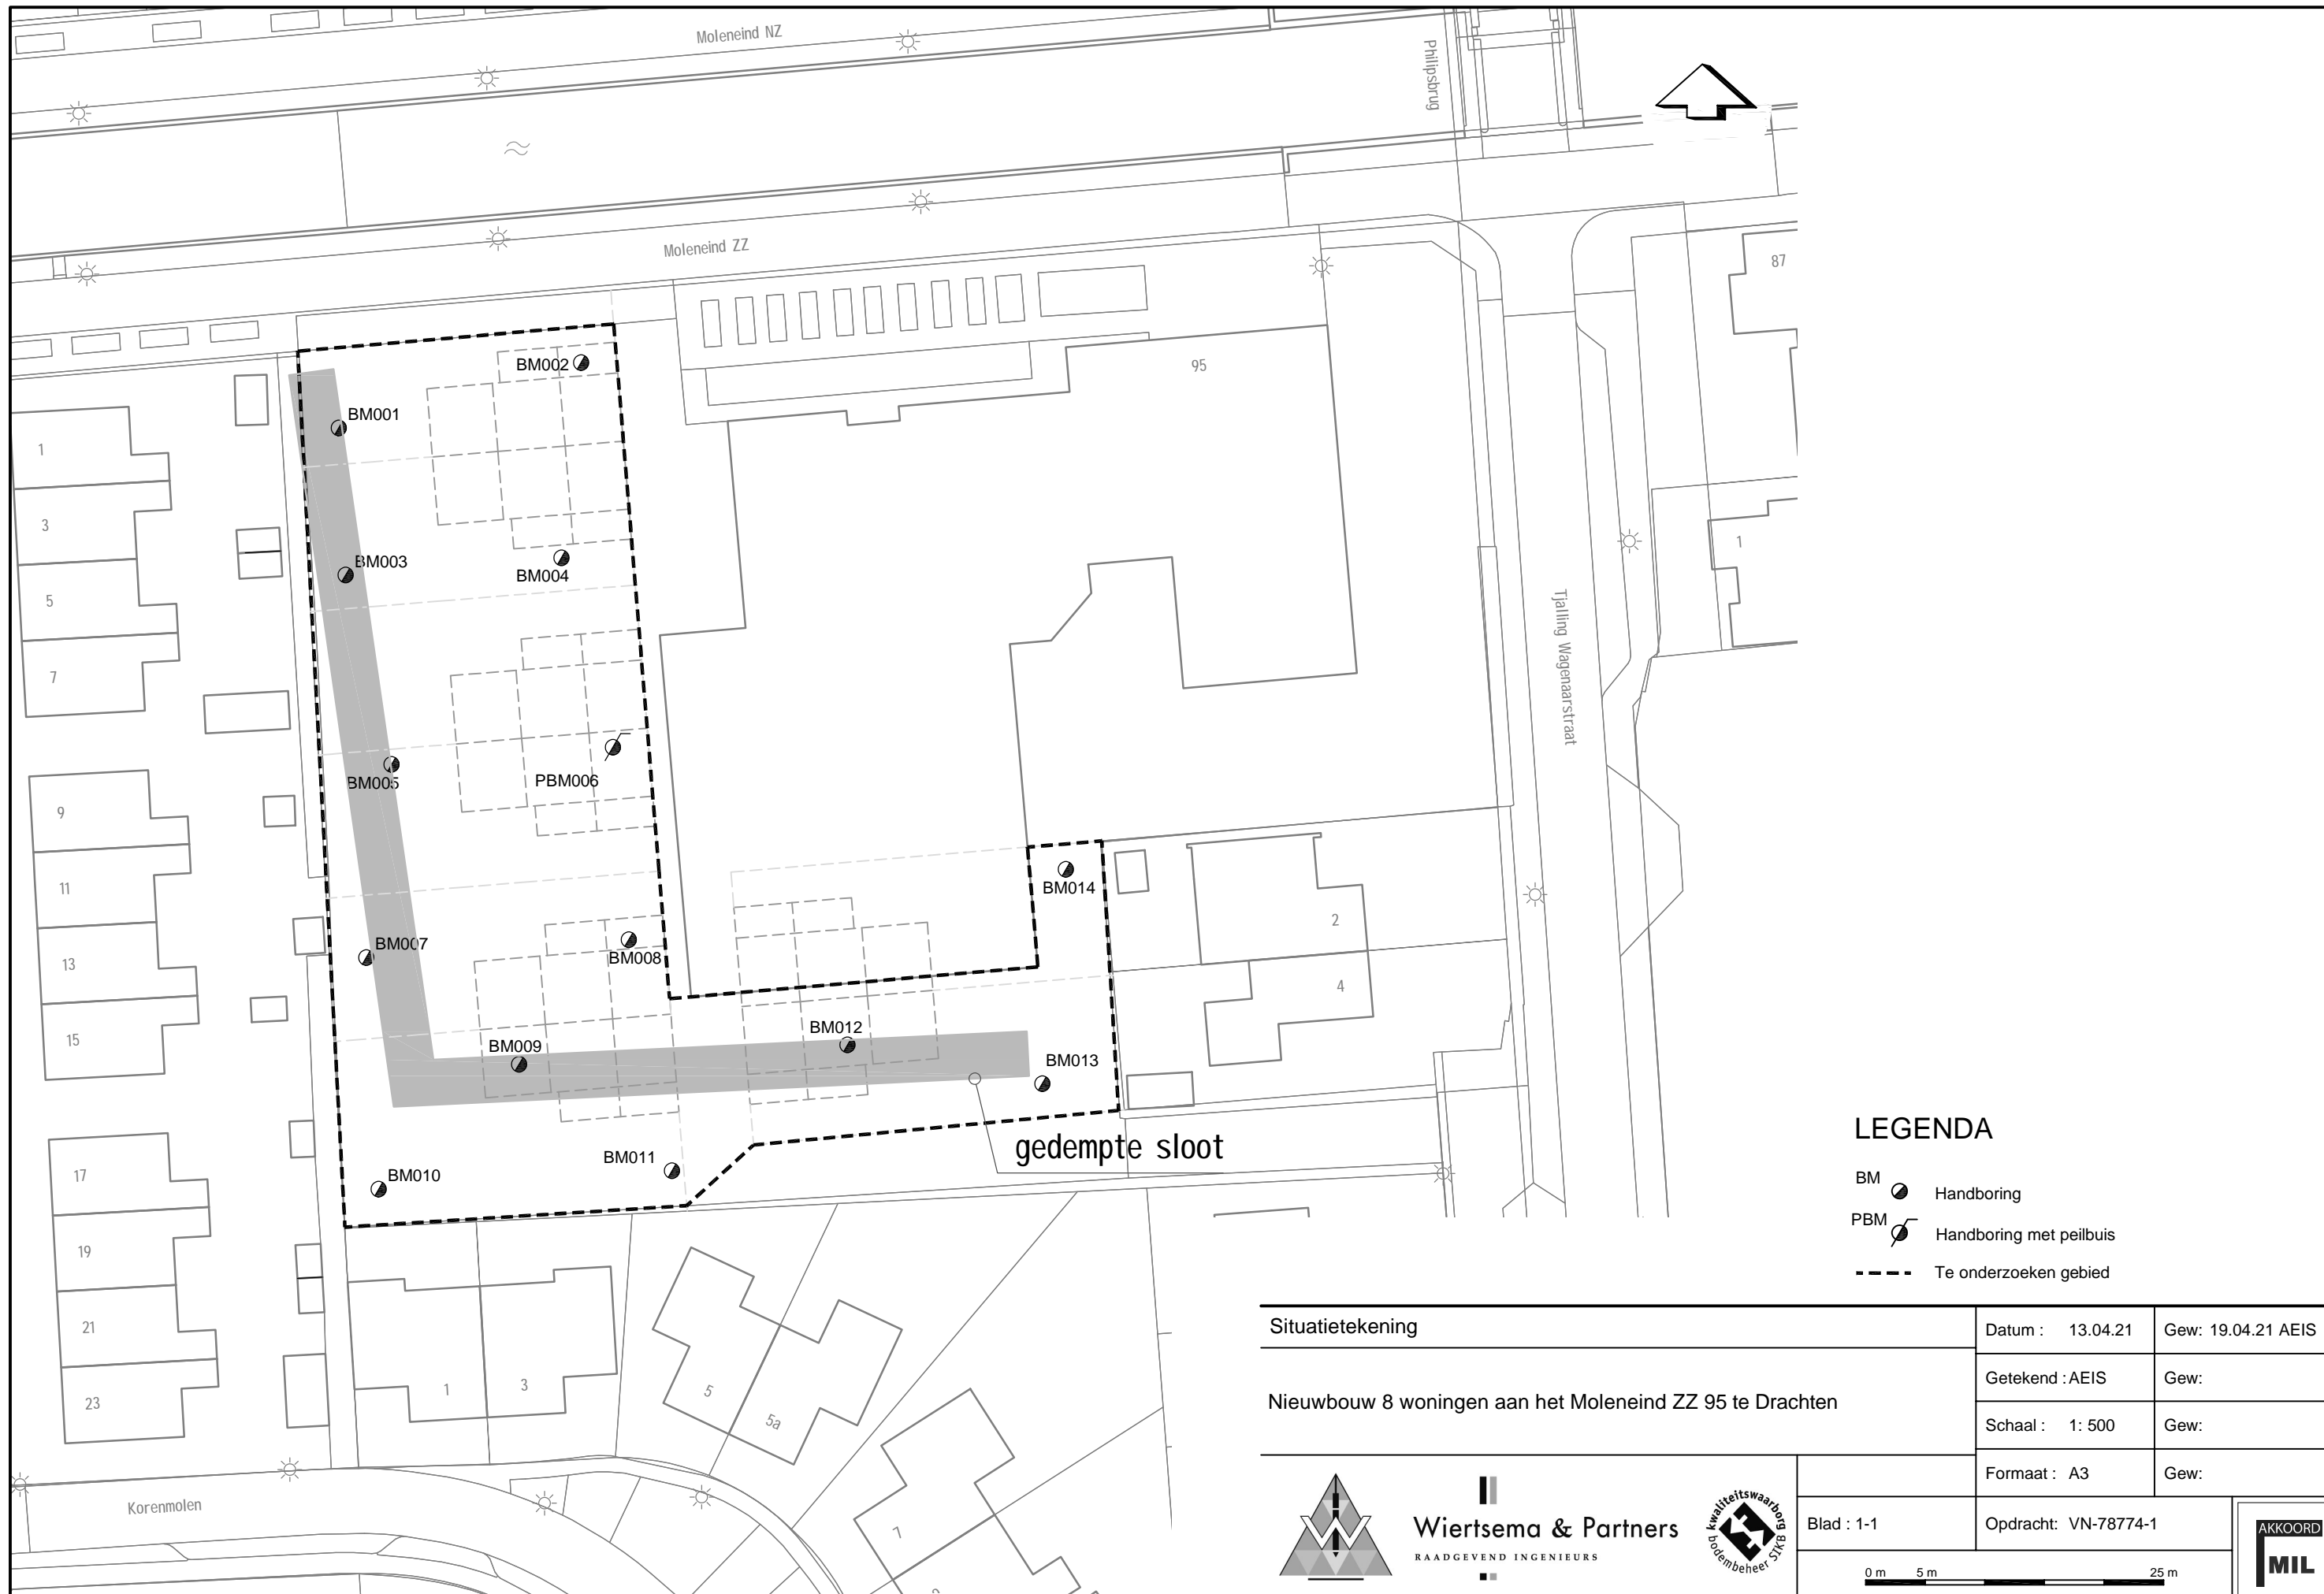 Moleneind NZ
Philipsbrug
Moleneind ZZ
87
95
BM002
BM001
1
3
BM003
BM004
1
5
Tjalling Wagenaarstraat
7
BM005
PBM006
9
11
BM014
2
13
BM007
BM008
4
15
BM012
BM009
BM013
gedempte sloot
17
BM010
BM011
19
21
23
1
3
5
5a
7
Korenmolen
LEGENDA
BM
Handboring
PBM
Handboring met peilbuis
Te onderzoeken gebied
Situatietekening
Datum : 13.04.21
Gew: 19.04.21 AEIS
Nieuwbouw 8 woningen aan het Moleneind ZZ 95 te Drachten
Getekend : AEIS
Gew:
Schaal : 1: 500
Gew:
Formaat : A3
Gew:
Wiertsema & Partners
RAADGEVEND INGENIEURS
kwaliteitswaarborg
bodembeheer SIKB
Blad : 1-1
Opdracht: VN-78774-1
0 m 5 m 25 m
AKKOORD
MIL